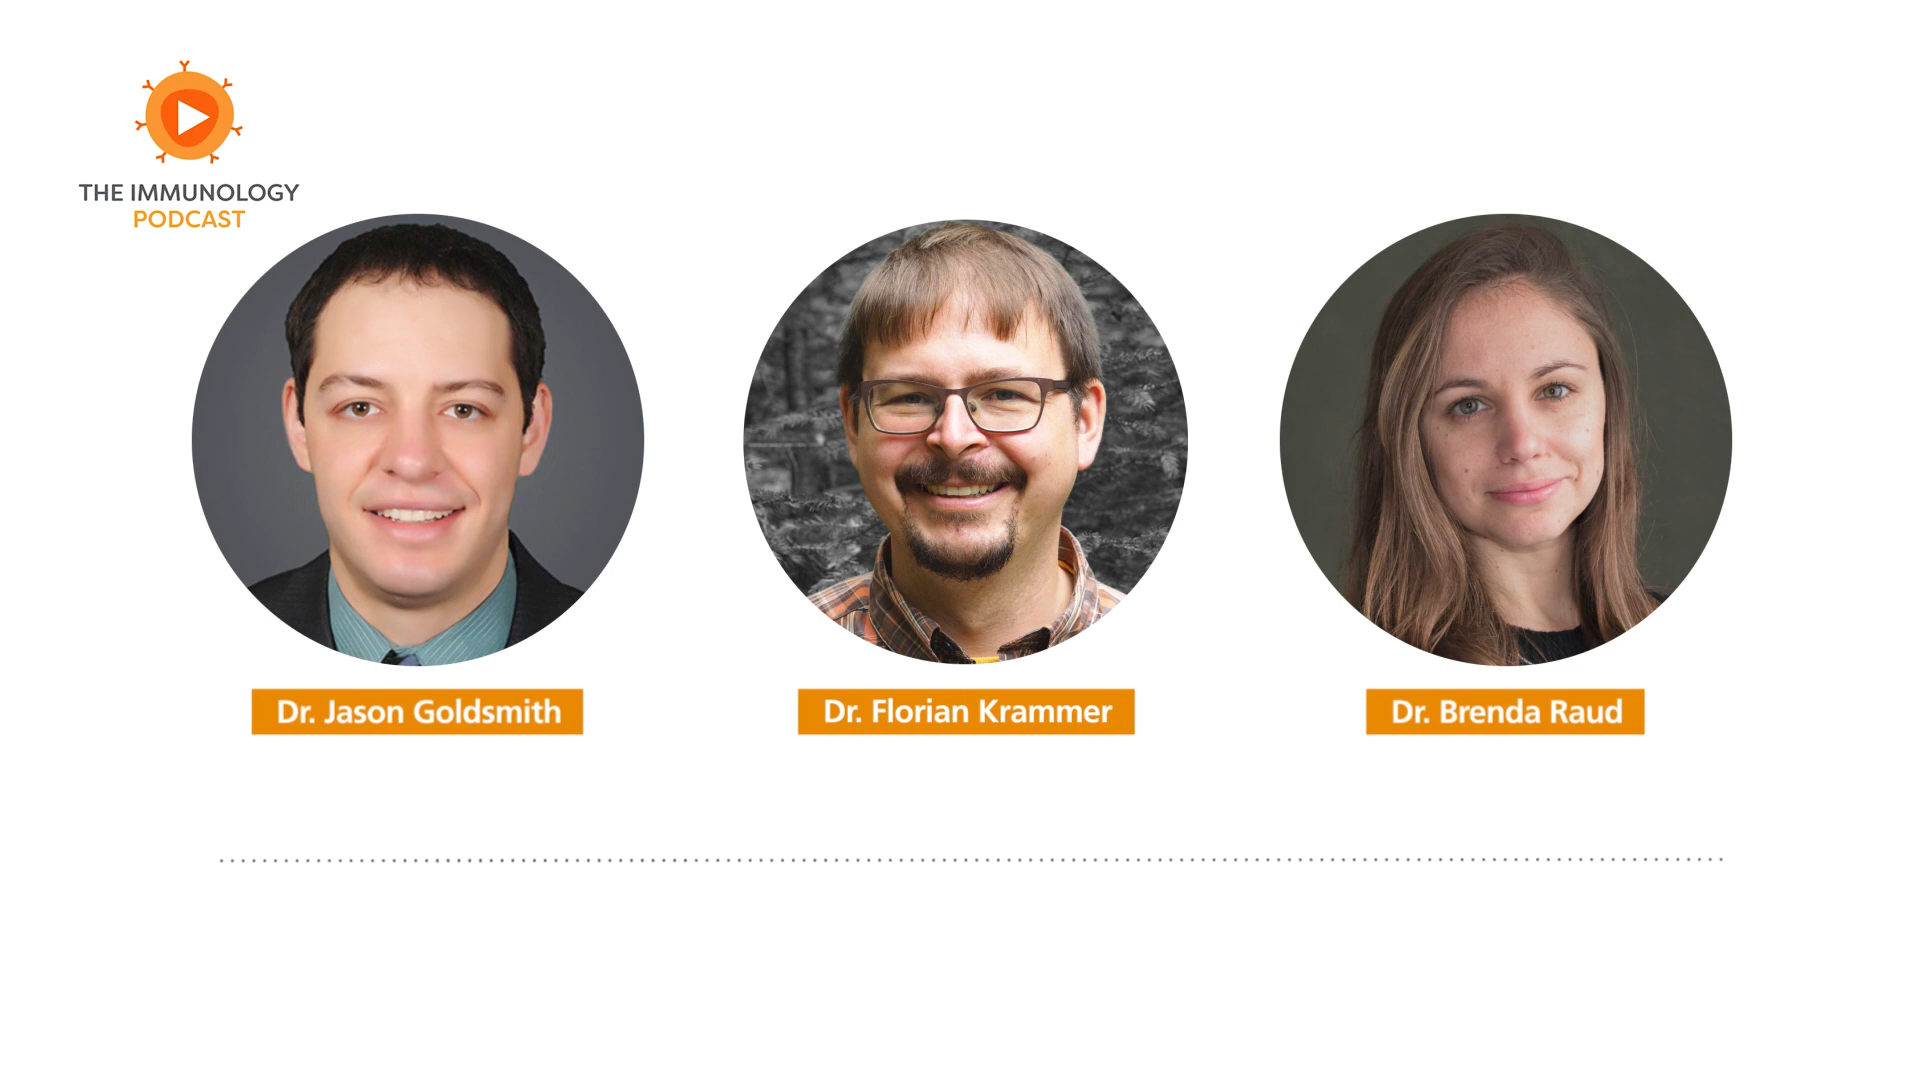 THE IMMUNOLOGY
PODCAST
Dr. Jason Goldsmith
Dr. Florian Krammer
Dr. Brenda Raud